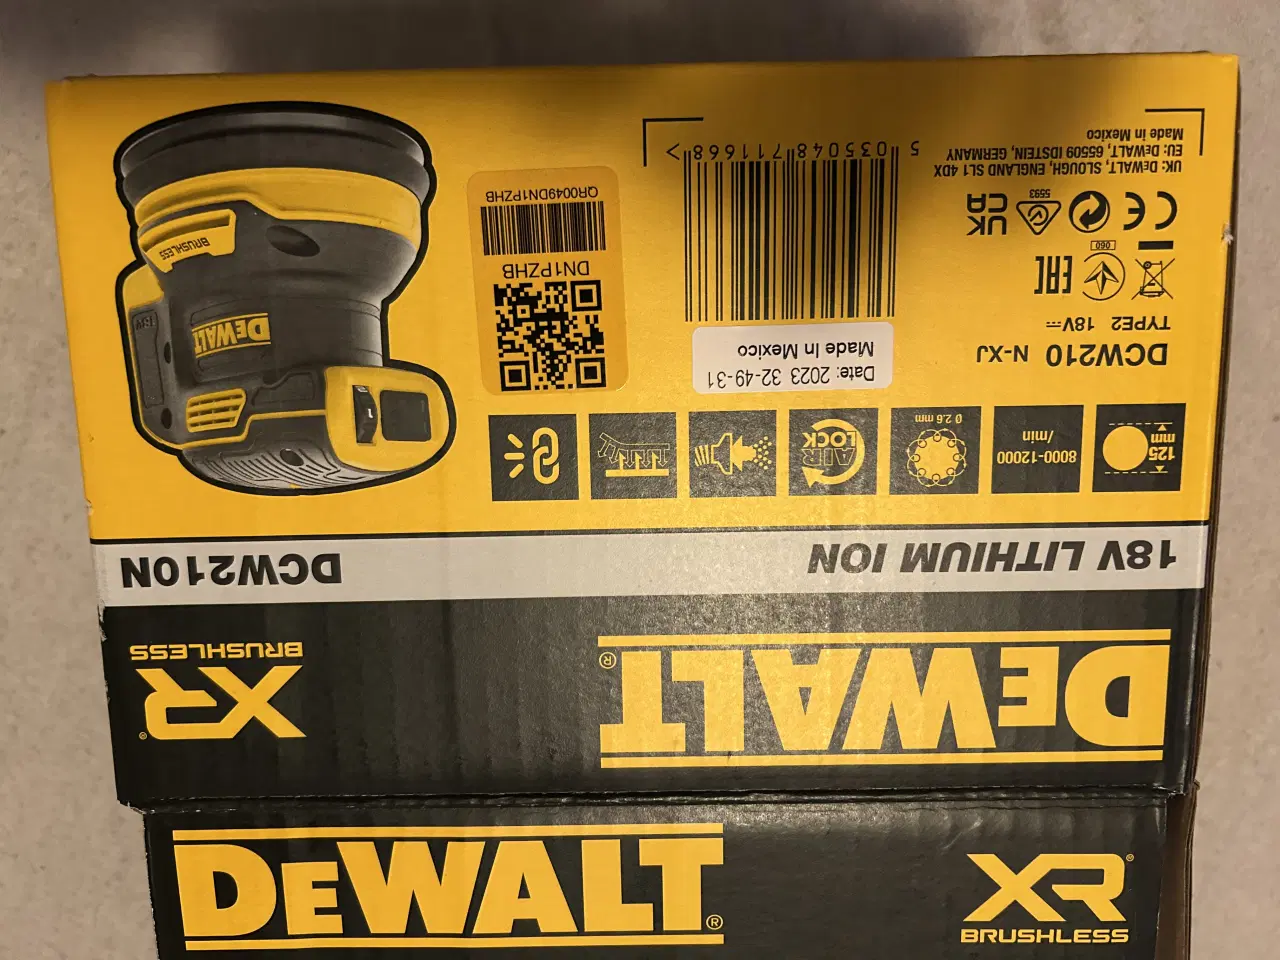 DEWALT®
XR®
BRUSHLESS
18V LITHIUM ION
DCW210N
125
mm
8000-12000
/min
Ø 2.6 mm
AIR
LOCK
DCW210 N-XJ
TYPE2 18V
Date: 2023 32-49-31
Made In Mexico
EAC
060
CE
5593
UK
CA
UK: DEWALT, SLOUGH, ENGLAND SL1 4DX
EU: DEWALT, 65509 IDSTEIN, GERMANY
Made in Mexico
5 035048 711668 >
DN1PZHB
QR0049DN1PZHB
18V
DEWALT
BRUSHLESS
DEWALT®
XR®
BRUSHLESS